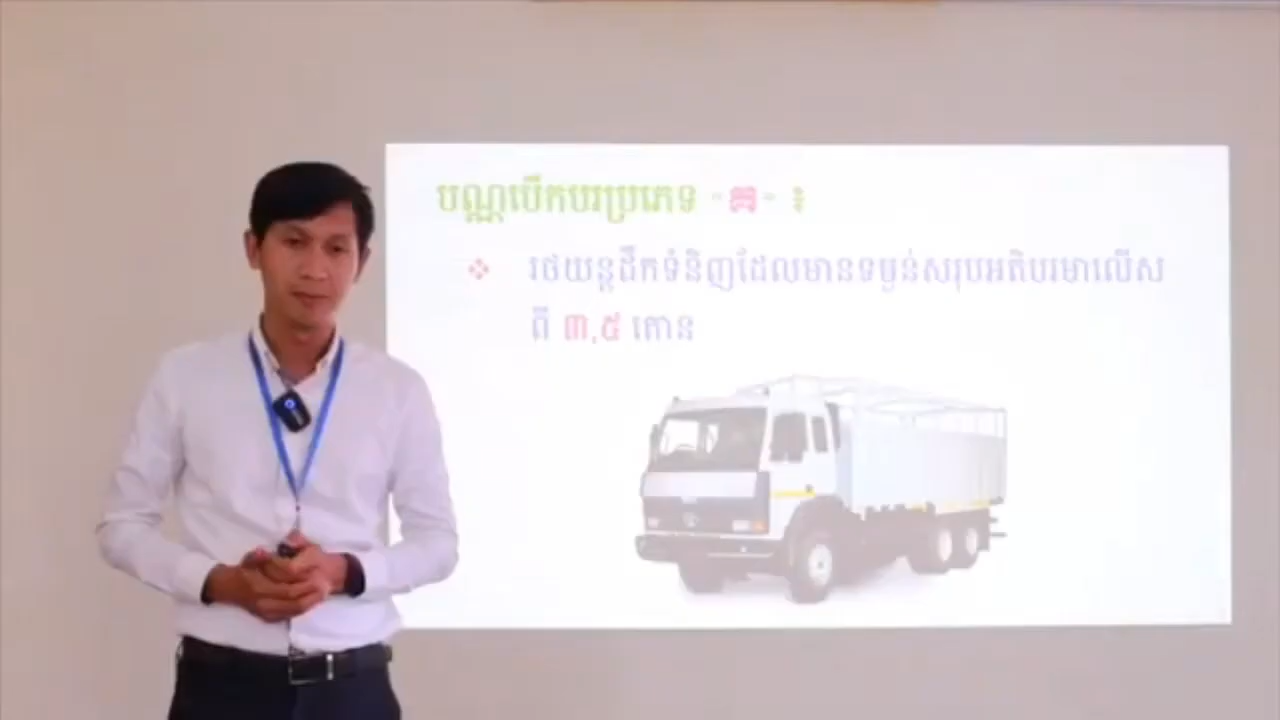 បណ្ណបើកបរប្រភេទ -គ- ៖
រថយន្តដឹកទំនិញដែលមានទម្ងន់សរុបអតិបរមាលើស
ពី ៣,៥ តោន